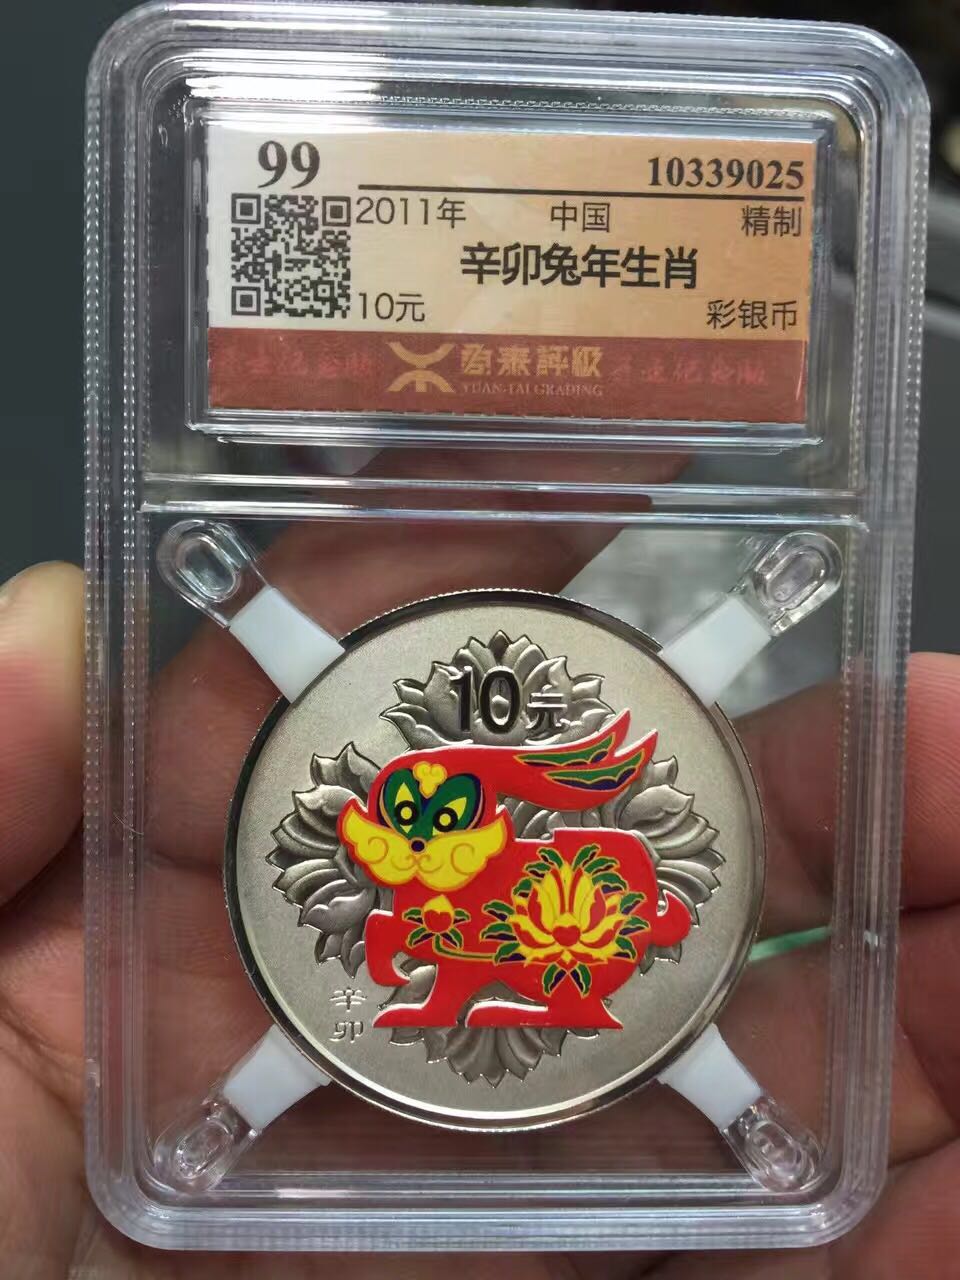 99
10339025
2011年 中国 精制
辛卯兔年生肖
10元 彩银币
YUAN-TAI GRADING
10元
辛
卯